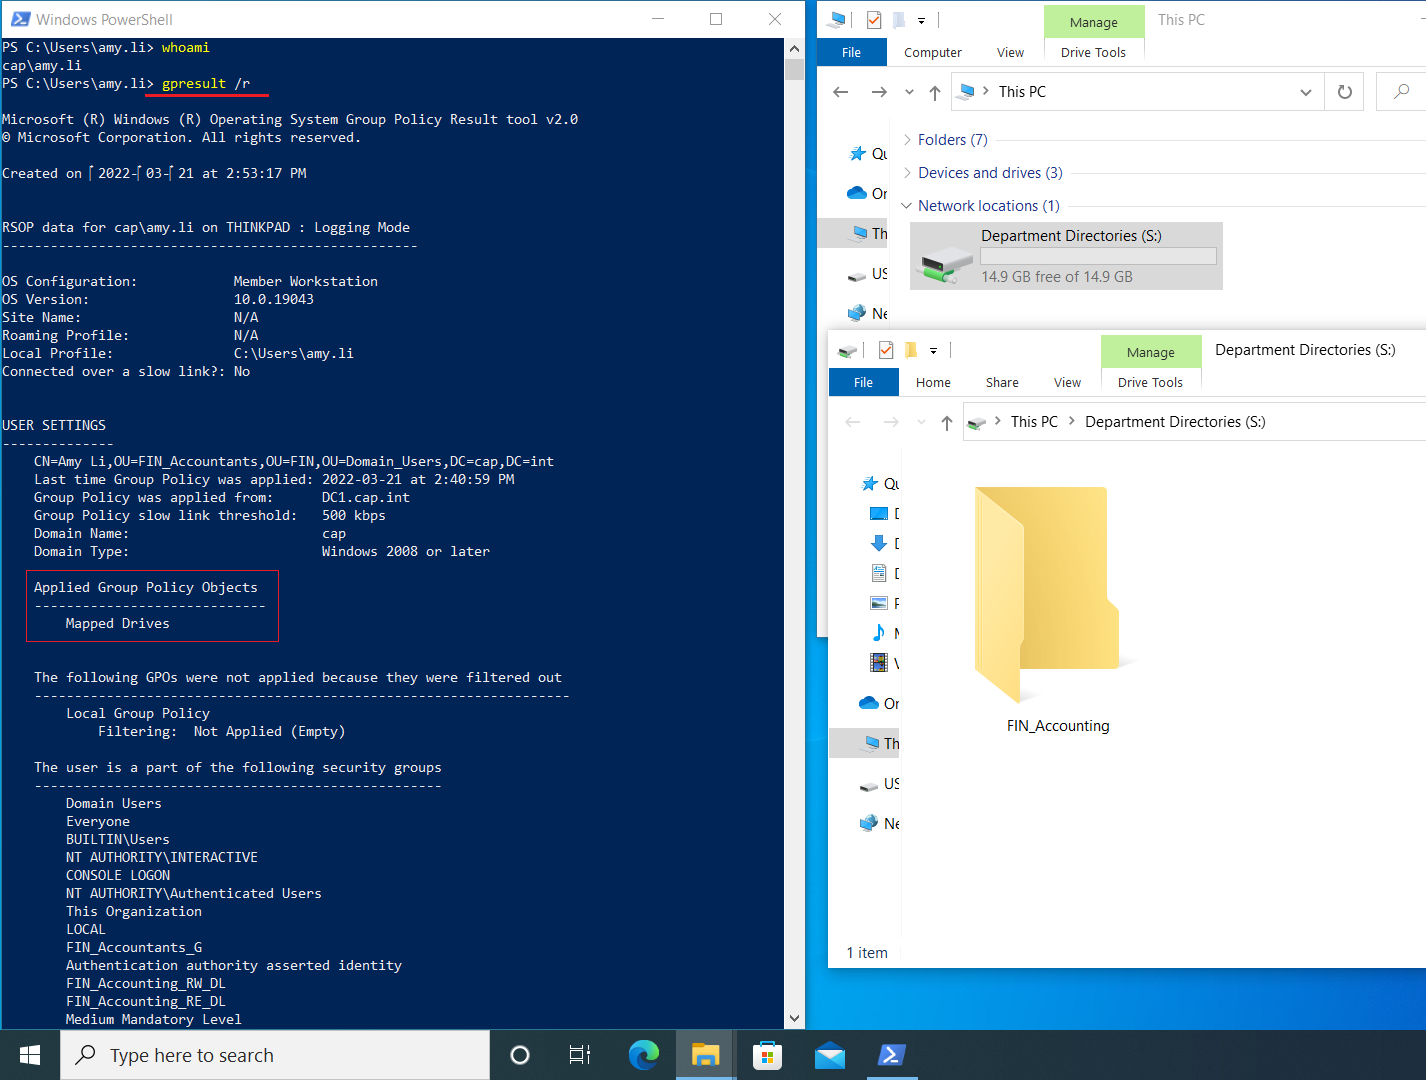 Windows PowerShell
PS C:\Users\amy.li> whoami
cap\amy.li
PS C:\Users\amy.li> gpresult /r
Microsoft (R) Windows (R) Operating System Group Policy Result tool v2.0
© Microsoft Corporation. All rights reserved.
Created on 2022-03-21 at 2:53:17 PM
RSOP data for cap\amy.li on THINKPAD : Logging Mode
----------------------------------------------------
OS Configuration: Member Workstation
OS Version: 10.0.19043
Site Name: N/A
Roaming Profile: N/A
Local Profile: C:\Users\amy.li
Connected over a slow link?: No
USER SETTINGS
--------------
CN=Amy Li,OU=FIN_Accountants,OU=FIN,OU=Domain_Users,DC=cap,DC=int
Last time Group Policy was applied: 2022-03-21 at 2:40:59 PM
Group Policy was applied from: DC1.cap.int
Group Policy slow link threshold: 500 kbps
Domain Name: cap
Domain Type: Windows 2008 or later
Applied Group Policy Objects
-----------------------------
Mapped Drives
The following GPOs were not applied because they were filtered out
-------------------------------------------------------------------
Local Group Policy
Filtering: Not Applied (Empty)
The user is a part of the following security groups
---------------------------------------------------
Domain Users
Everyone
BUILTIN\Users
NT AUTHORITY\INTERACTIVE
CONSOLE LOGON
NT AUTHORITY\Authenticated Users
This Organization
LOCAL
FIN_Accountants_G
Authentication authority asserted identity
FIN_Accounting_RW_DL
FIN_Accounting_RE_DL
Medium Mandatory Level
Manage This PC
File Computer View Drive Tools
This PC
Folders (7)
Devices and drives (3)
Network locations (1)
Department Directories (S:)
14.9 GB free of 14.9 GB
Qu
On
Th
US
Ne
Manage Department Directories (S:)
File Home Share View Drive Tools
This PC Department Directories (S:)
Qu
D
D
D
P
M
V
On
Th
US
Ne
FIN_Accounting
1 item
Type here to search